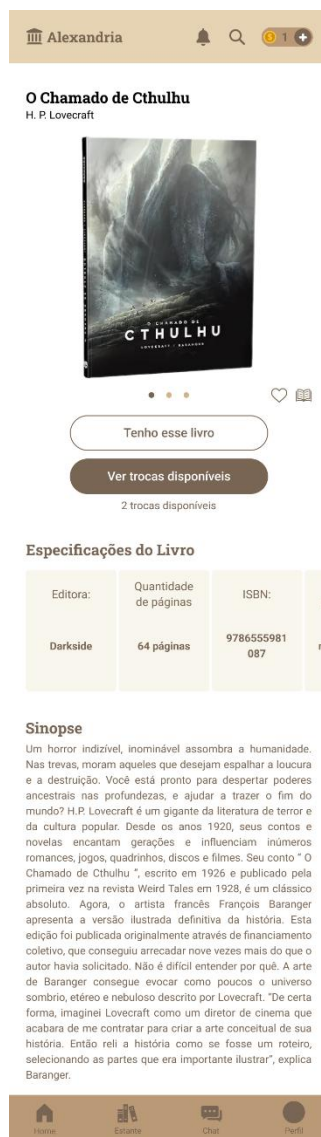 Alexandria
1
O Chamado de Cthulhu
H. P. Lovecraft
O CHAMADO DE
CTHULHU
LOVECRAFT | BARANGER
Tenho esse livro
Ver trocas disponíveis
2 trocas disponíveis
Especificações do Livro
Editora:
Darkside
Quantidade
de páginas
64 páginas
ISBN:
9786555981
087
Sinopse
Um horror indizível, inominável assombra a humanidade.
Nas trevas, moram aqueles que desejam espalhar a loucura
e a destruição. Você está pronto para despertar poderes
ancestrais nas profundezas, e ajudar a trazer o fim do
mundo? H.P. Lovecraft é um gigante da literatura de terror e
da cultura popular. Desde os anos 1920, seus contos e
novelas encantam gerações e influenciam inúmeros
romances, jogos, quadrinhos, discos e filmes. Seu conto " O
Chamado de Cthulhu ", escrito em 1926 e publicado pela
primeira vez na revista Weird Tales em 1928, é um clássico
absoluto. Agora, o artista francês François Baranger
apresenta a versão ilustrada definitiva da história. Esta
edição foi publicada originalmente através de financiamento
coletivo, que conseguiu arrecadar nove vezes mais do que o
autor havia solicitado. Não é difícil entender por quê. A arte
de Baranger consegue evocar como poucos o universo
sombrio, etéreo e nebuloso descrito por Lovecraft. "De certa
forma, imaginei Lovecraft como um diretor de cinema que
acabara de me contratar para criar a arte conceitual de sua
história. Então reli a história como se fosse um roteiro,
selecionando as partes que era importante ilustrar", explica
Baranger.
Home
Estante
Chat
Perfil